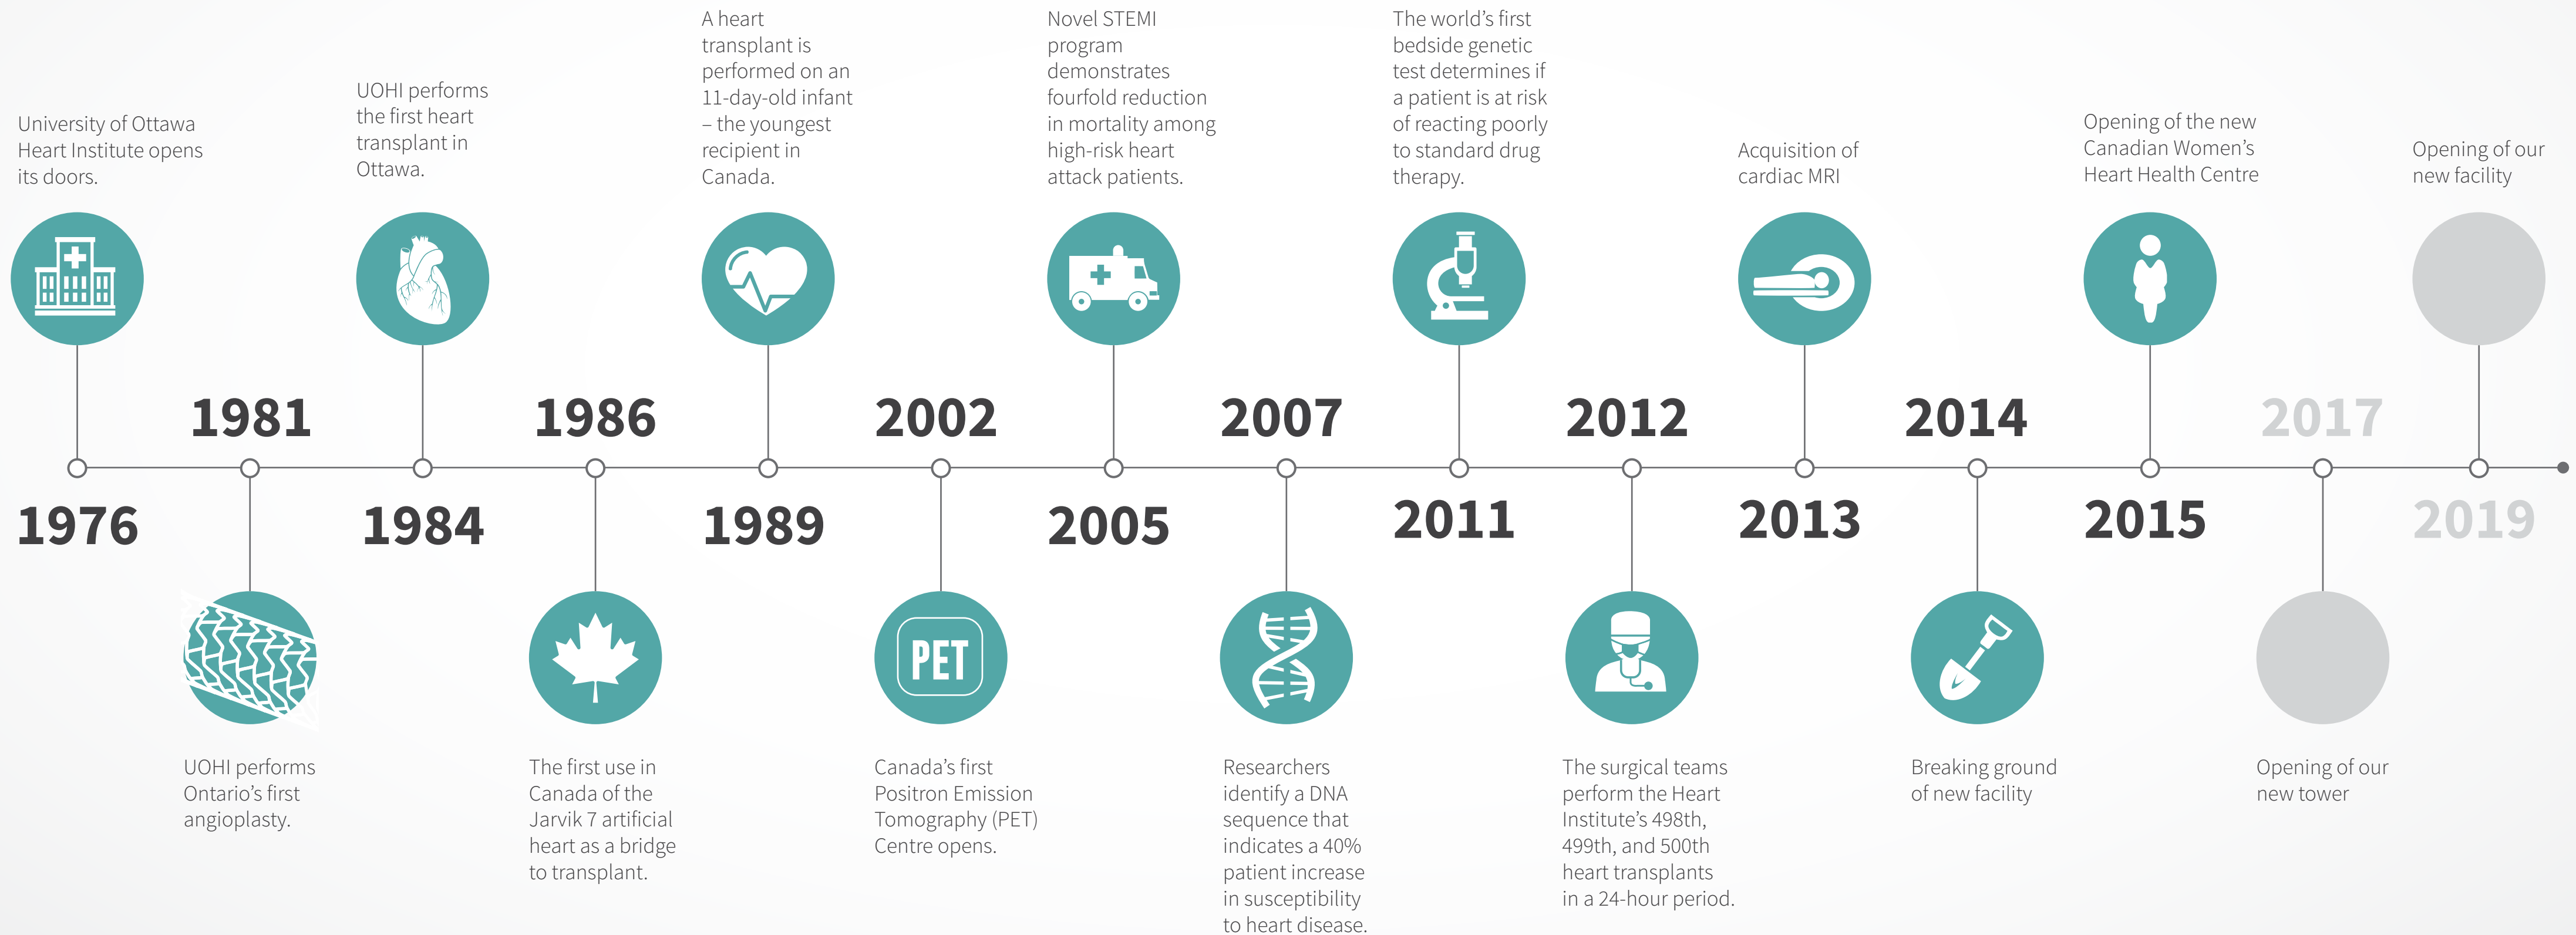 University of Ottawa
Heart Institute opens
its doors.
1976
1981
UOHI performs
Ontario’s first
angioplasty.
UOHI performs
the first heart
transplant in
Ottawa.
1984
1986
The first use in
Canada of the
Jarvik 7 artificial
heart as a bridge
to transplant.
A heart
transplant is
performed on an
11-day-old infant
– the youngest
recipient in
Canada.
1989
2002
PET
Canada’s first
Positron Emission
Tomography (PET)
Centre opens.
Novel STEMI
program
demonstrates
fourfold reduction
in mortality among
high-risk heart
attack patients.
2005
2007
Researchers
identify a DNA
sequence that
indicates a 40%
patient increase
in susceptibility
to heart disease.
The world’s first
bedside genetic
test determines if
a patient is at risk
of reacting poorly
to standard drug
therapy.
2011
2012
The surgical teams
perform the Heart
Institute’s 498th,
499th, and 500th
heart transplants
in a 24-hour period.
Acquisition of
cardiac MRI
2013
2014
Breaking ground
of new facility
Opening of the new
Canadian Women’s
Heart Health Centre
2015
2017
Opening of our
new tower
Opening of our
new facility
2019